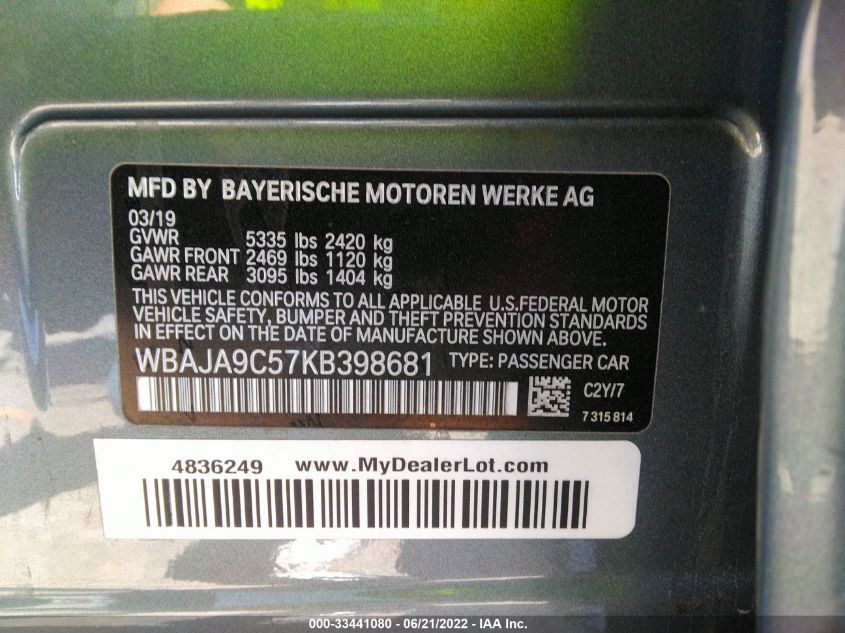 MFD BY BAYERISCHE MOTOREN WERKE AG
03/19
GVWR 5335 lbs 2420 kg
GAWR FRONT 2469 lbs 1120 kg
GAWR REAR 3095 lbs 1404 kg
THIS VEHICLE CONFORMS TO ALL APPLICABLE U.S.FEDERAL MOTOR
VEHICLE SAFETY, BUMPER AND THEFT PREVENTION STANDARDS
IN EFFECT ON THE DATE OF MANUFACTURE SHOWN ABOVE.
WBAJA9C57KB398681 TYPE: PASSENGER CAR
C2Y/7
7 315 814
4836249 www.MyDealerLot.com
000-33441080 - 06/21/2022 - IAA Inc.